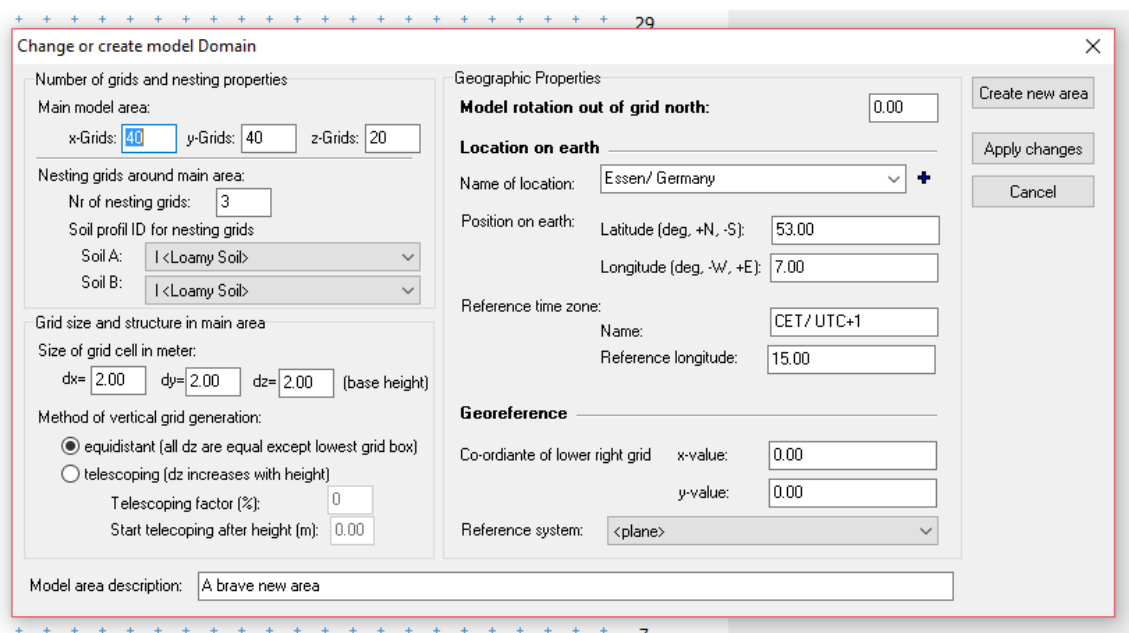 29
Change or create model Domain
Number of grids and nesting properties
Main model area:
x-Grids: 40 y-Grids: 40 z-Grids: 20
Nesting grids around main area:
Nr of nesting grids: 3
Soil profil ID for nesting grids
Soil A: I <Loamy Soil>
Soil B: I <Loamy Soil>
Grid size and structure in main area
Size of grid cell in meter:
dx= 2.00 dy= 2.00 dz= 2.00 (base height)
Method of vertical grid generation:
equidistant (all dz are equal except lowest grid box)
telescoping (dz increases with height)
Telescoping factor (%): 0
Start telecoping after height (m): 0.00
Geographic Properties
Model rotation out of grid north: 0.00
Location on earth
Name of location: Essen/ Germany
Position on earth: Latitude (deg, +N, -S): 53.00
Longitude (deg, -W, +E): 7.00
Reference time zone:
Name: CET/ UTC+1
Reference longitude: 15.00
Georeference
Co-ordiante of lower right grid x-value: 0.00
y-value: 0.00
Reference system: <plane>
Create new area
Apply changes
Cancel
Model area description: A brave new area